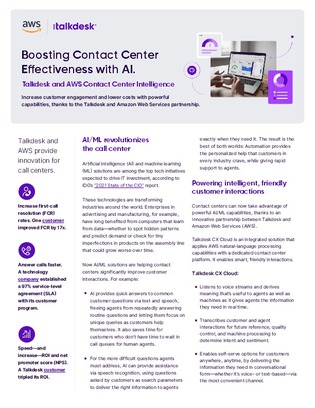 aws
:talkdesk®
Boosting Contact Center
Effectiveness with AI.
Talkdesk and AWS Contact Center Intelligence
Increase customer engagement and lower costs with powerful
capabilities, thanks to the Talkdesk and Amazon Web Services partnership.
Talkdesk and
AWS provide
innovation for
call centers.
Increase first-call
resolution (FCR)
rates. One customer
improved FCR by 17x.
Answer calls faster.
A technology
company established
a 97% service-level
agreement (SLA)
with its customer
program.
Speed—and
increase—ROI and net
promoter score (NPS).
A Talkdesk customer
tripled its ROI.
AI/ML revolutionizes
the call center
Artificial Intelligence (AI) and machine learning
(ML) solutions are among the top tech initiatives
expected to drive IT investment, according to
IDG's "2021 State of the CIO" report.
These technologies are transforming
industries around the world. Enterprises in
advertising and manufacturing, for example,
have long benefited from computers that learn
from data—whether to spot hidden patterns
and predict demand or check for tiny
imperfections in products on the assembly line
that could grow worse over time.
Now AI/ML solutions are helping contact
centers significantly improve customer
interactions. For example:
• AI provides quick answers to common
customer questions via text and speech,
freeing agents from repeatedly answering
routine questions and letting them focus on
unique queries as customers help
themselves. It also saves time for
customers who don't have time to wait in
call queues for human agents.
• For the more difficult questions agents
must address, AI can provide assistance
via speech recognition, using questions
asked by customers as search parameters
to deliver the right information to agents
exactly when they need it. The result is the
best of both worlds: Automation provides
the personalized help that customers in
every industry crave, while giving rapid
support to agents.
Powering intelligent, friendly
customer interactions
Contact centers can now take advantage of
powerful AI/ML capabilities, thanks to an
innovative partnership between Talkdesk and
Amazon Web Services (AWS).
Talkdesk CX Cloud is an integrated solution that
applies AWS natural-language processing
capabilities with a dedicated contact center
platform. It enables smart, friendly interactions.
Talkdesk CX Cloud:
• Listens to voice streams and derives
meaning that's useful to agents as well as
machines as it gives agents the information
they need in real time.
• Transcribes customer and agent
interactions for future reference, quality
control, and machine processing to
determine intent and sentiment.
• Enables self-serve options for customers
anywhere, anytime, by delivering the
information they need in conversational
form—whether it's voice- or text-based—via
the most convenient channel.